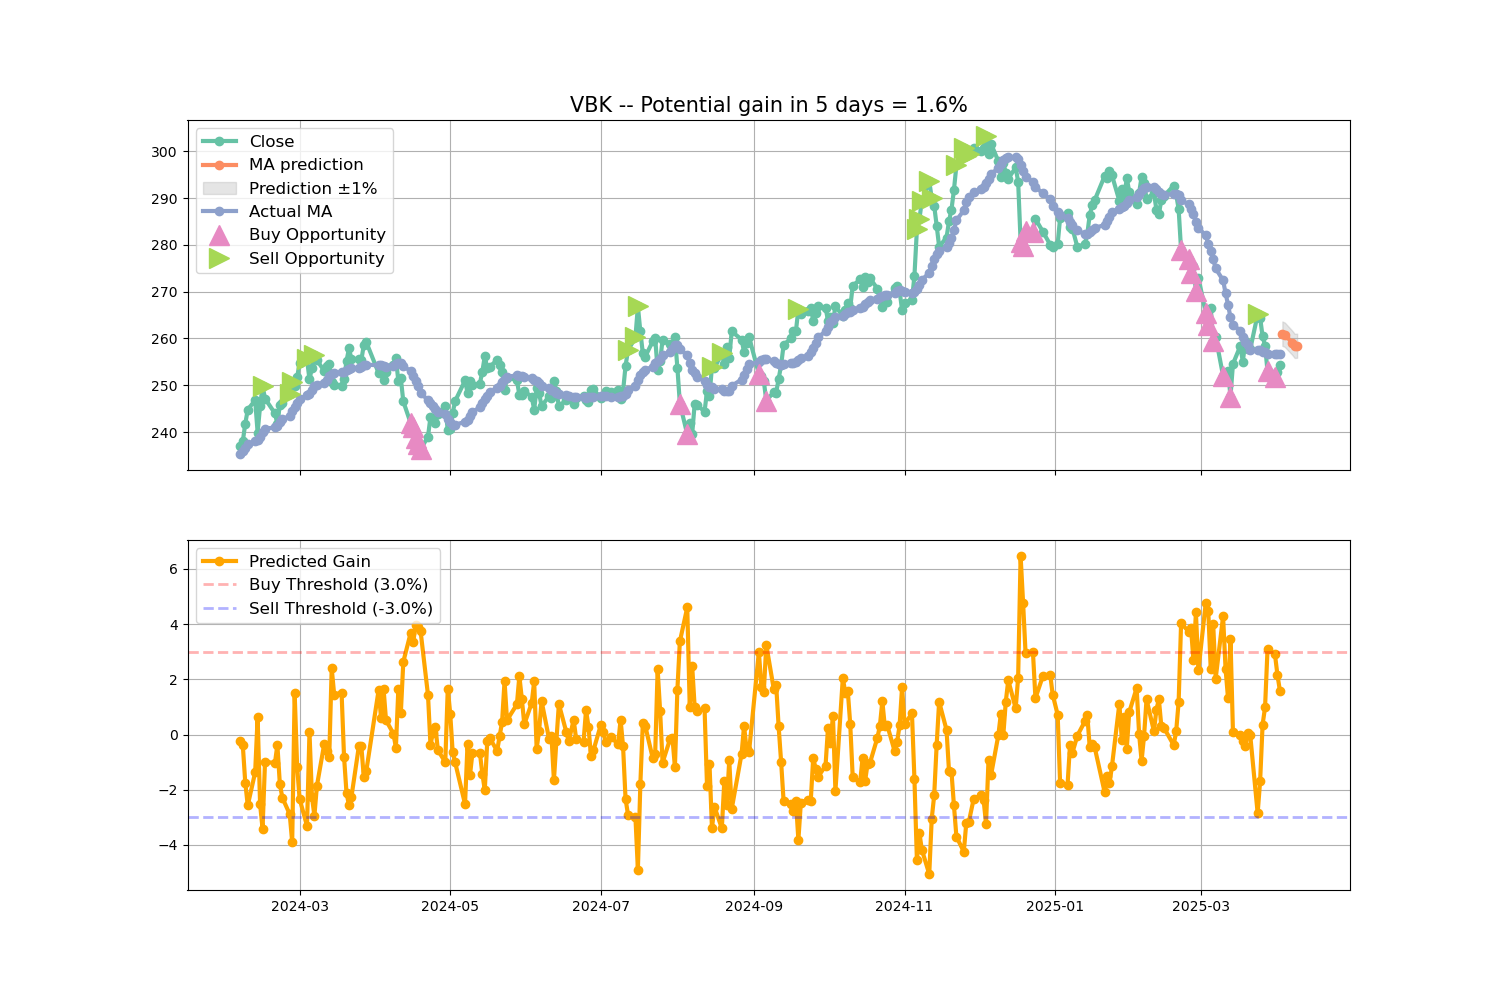 VBK -- Potential gain in 5 days = 1.6%
Close
MA prediction
Prediction ±1%
Actual MA
Buy Opportunity
Sell Opportunity
300
290
280
270
260
250
240
Predicted Gain
Buy Threshold (3.0%)
Sell Threshold (-3.0%)
6
4
2
0
−2
−4
2024-03
2024-05
2024-07
2024-09
2024-11
2025-01
2025-03